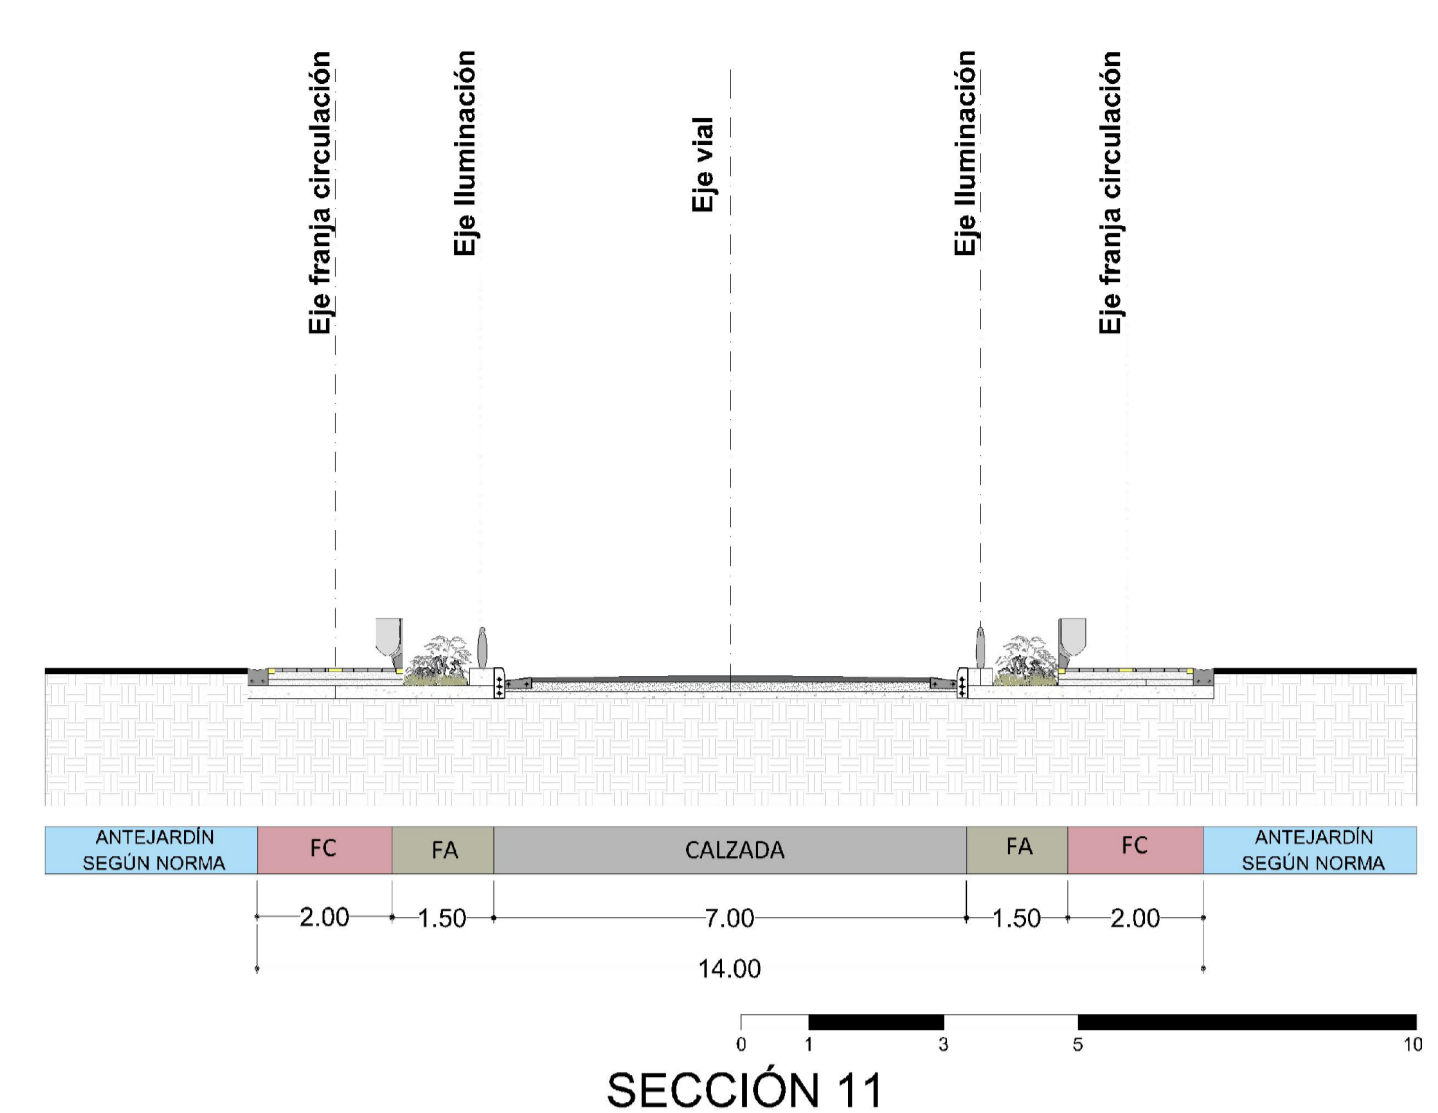 Eje franja circulación
Eje Iluminación
Eje vial
Eje Iluminación
Eje franja circulación
ANTEJARDÍN
SEGÚN NORMA
FC
FA
CALZADA
FA
FC
ANTEJARDÍN
SEGÚN NORMA
2.00
1.50
7.00
1.50
2.00
14.00
0 1 3 5 10
SECCIÓN 11